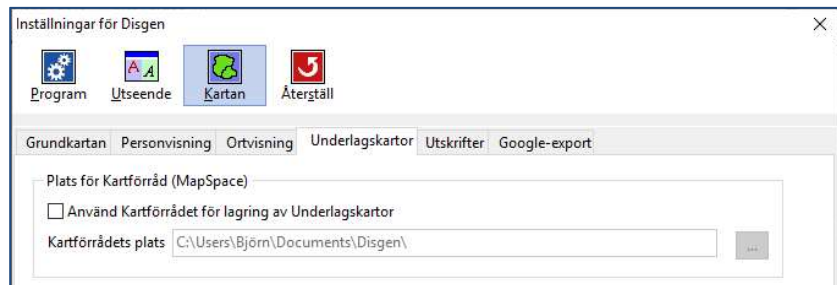 Inställningar för Disgen
Program Utseende Kartan Återställ
Grundkartan Personvisning Ortvisning Underlagskartor Utskrifter Google-export
Plats för Kartförråd (MapSpace)
Använd Kartförrådet för lagring av Underlagskartor
Kartförrådets plats C:\Users\Björn\Documents\Disgen\ ...